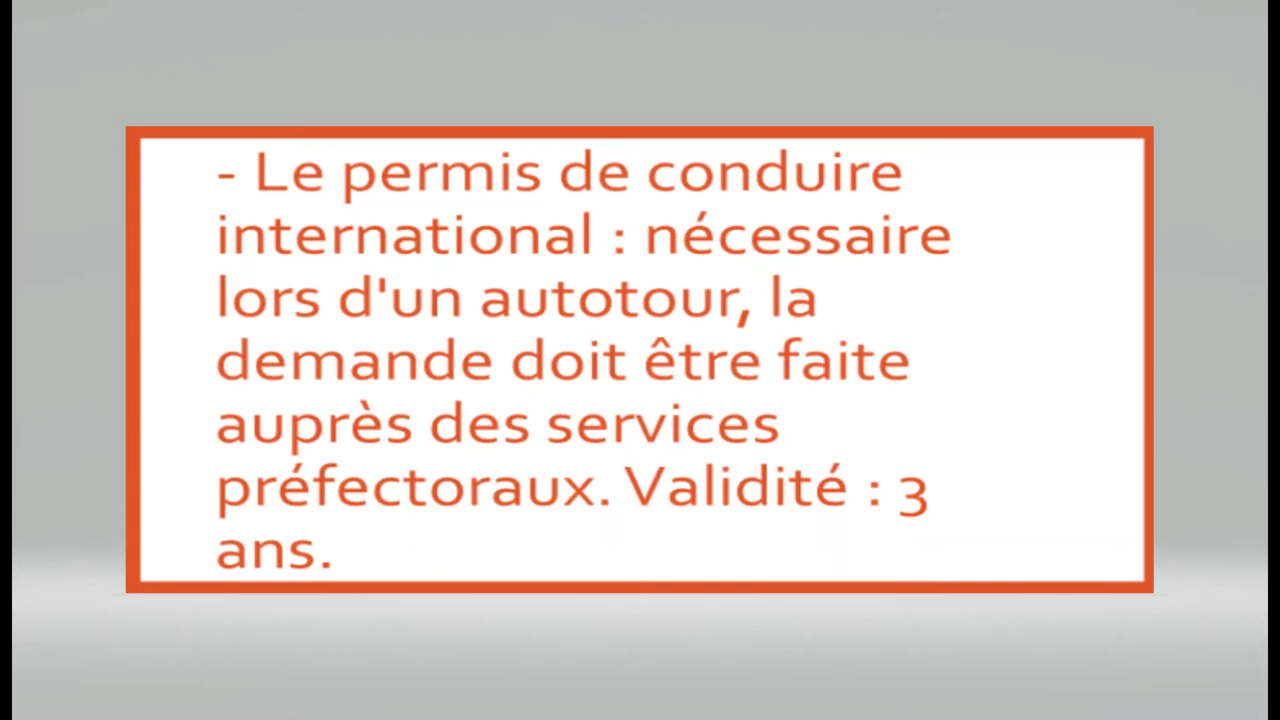 - Le permis de conduire
international : nécessaire
lors d'un autotour, la
demande doit être faite
auprès des services
préfectoraux. Validité : 3
ans.